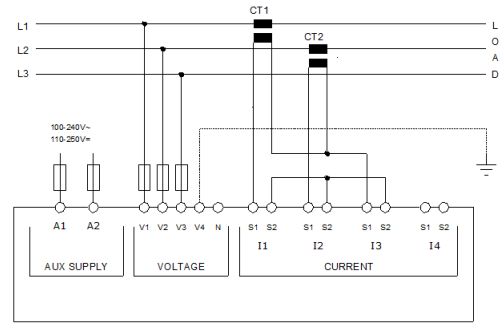 CT1
L1 L
CT2
L2 O
A
L3 D
100-240V~
110-250V=
A1 A2 V1 V2 V3 V4 N S1 S2 S1 S2 S1 S2 S1 S2
I1 I2 I3 I4
AUX SUPPLY VOLTAGE CURRENT